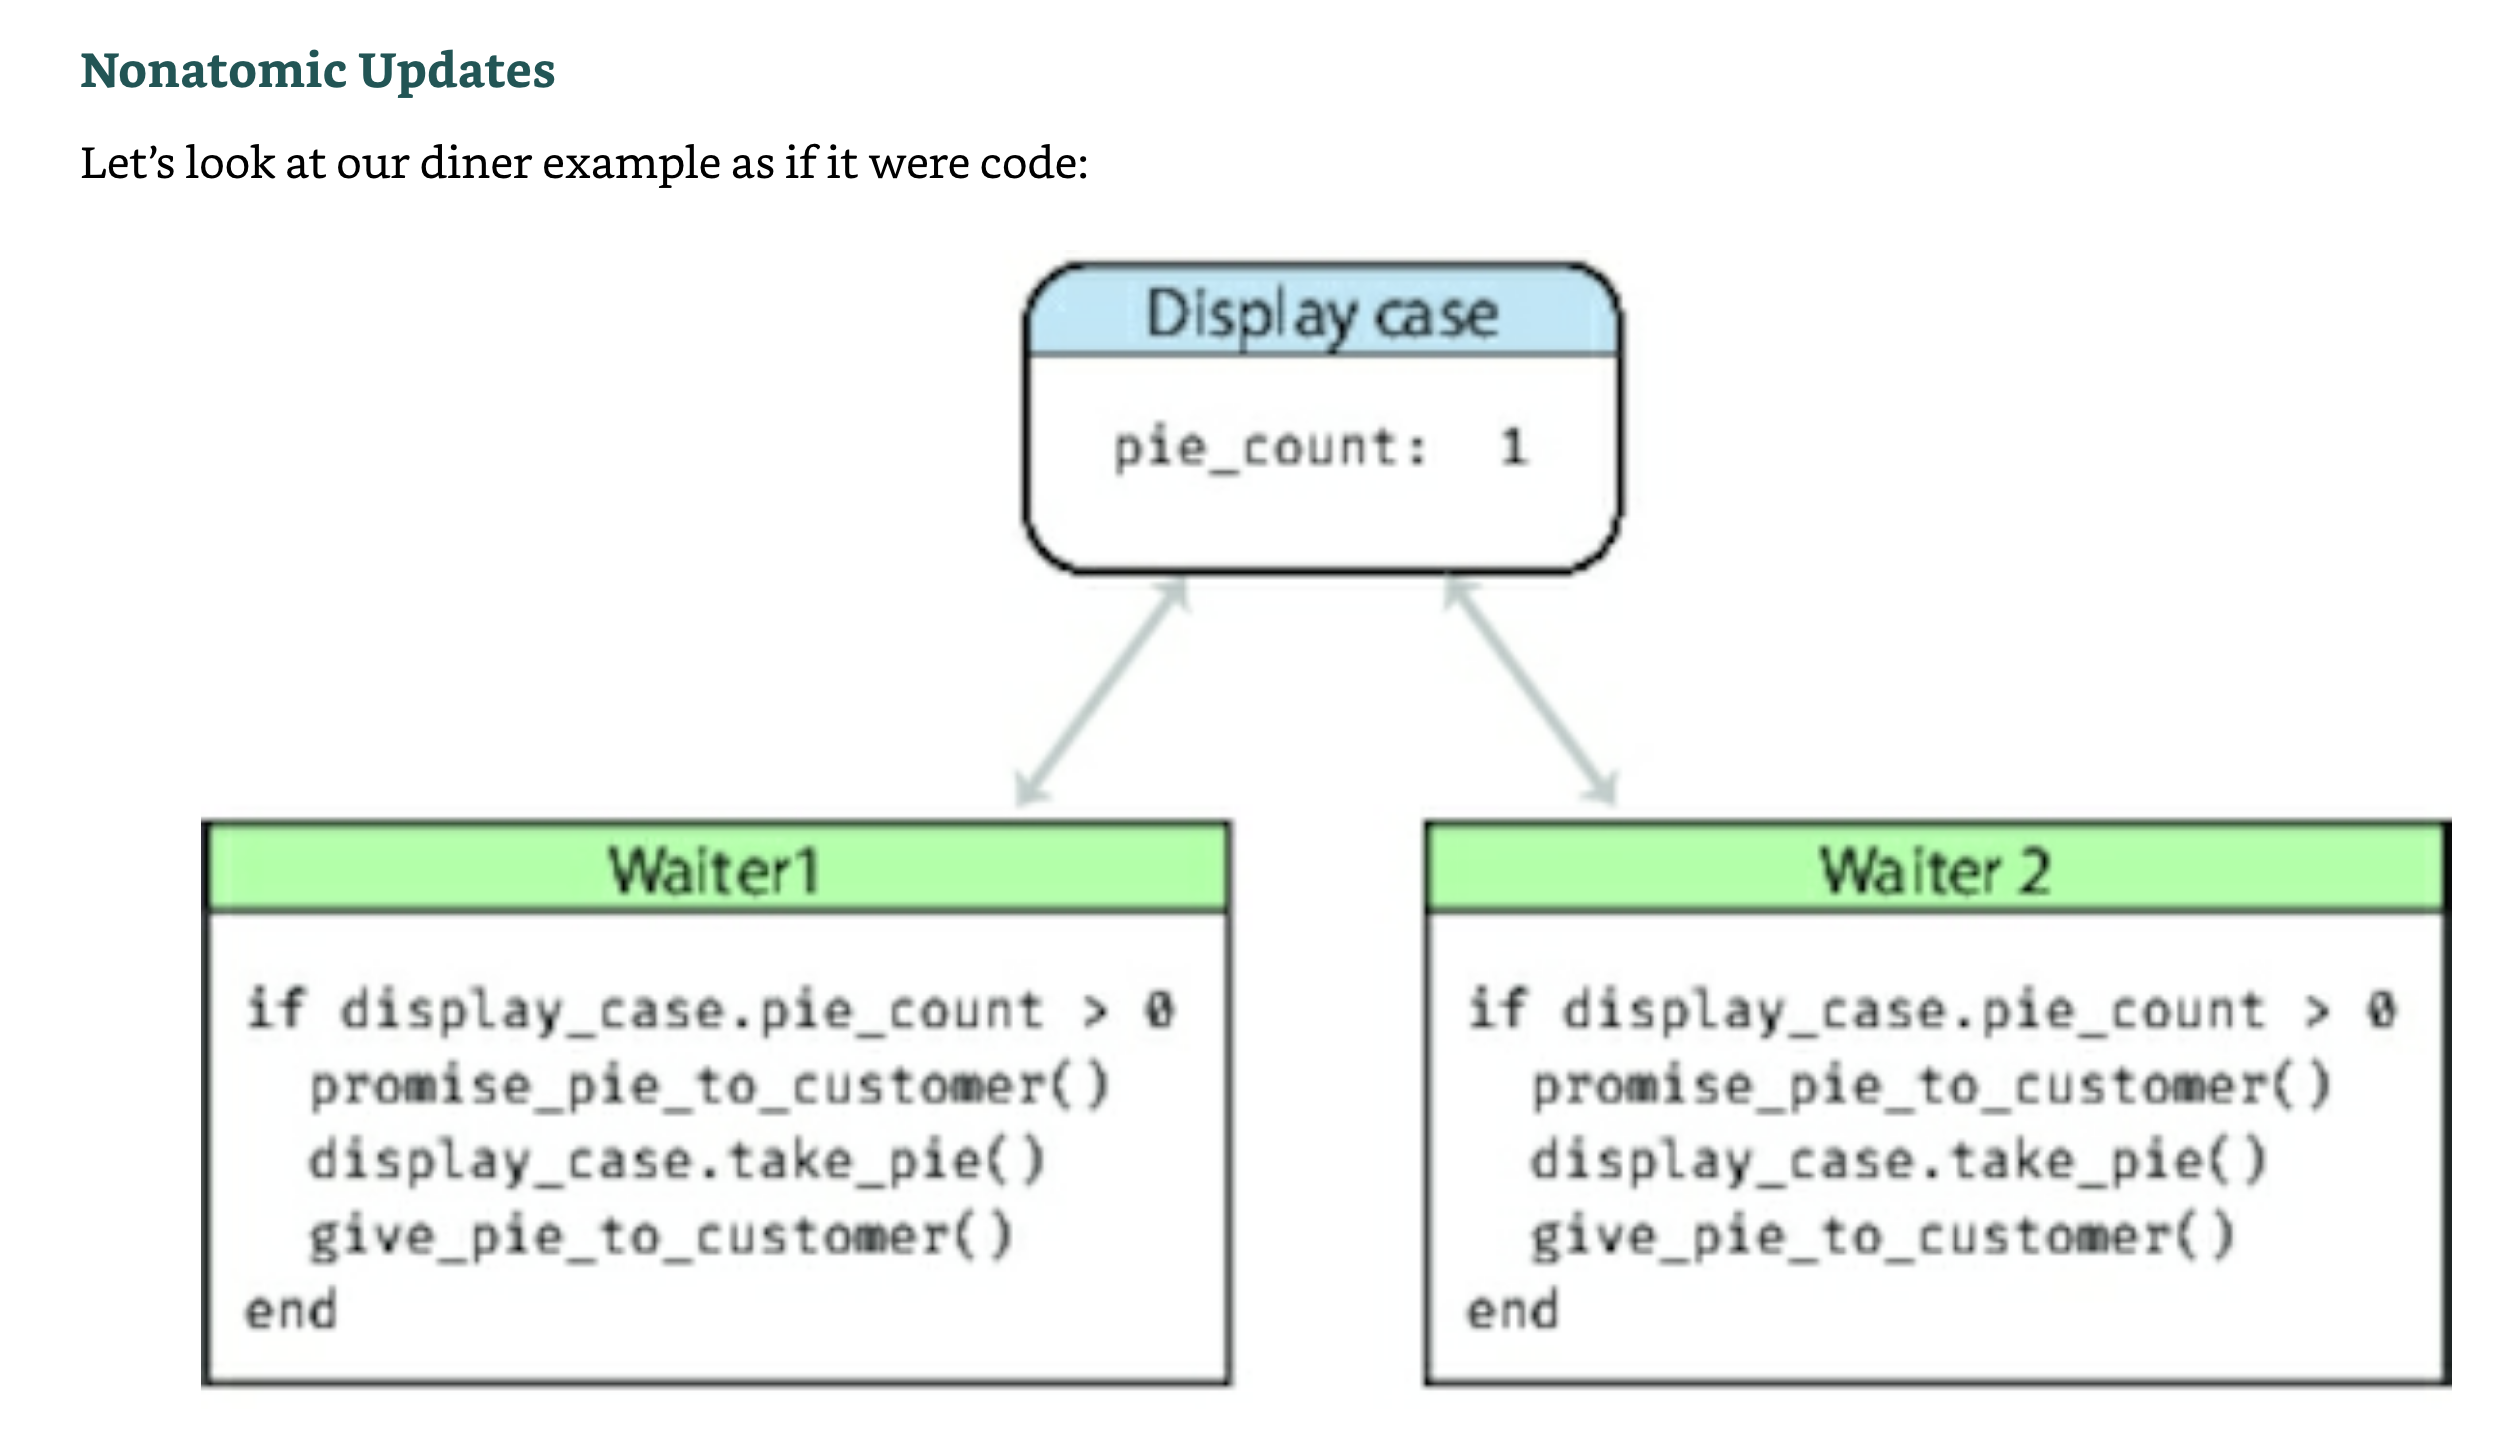 Nonatomic Updates
Let’s look at our diner example as if it were code:
Display case
pie_count:  1
Waiter1
if display_case.pie_count > 0
  promise_pie_to_customer()
  display_case.take_pie()
  give_pie_to_customer()
end
Waiter 2
if display_case.pie_count > 0
  promise_pie_to_customer()
  display_case.take_pie()
  give_pie_to_customer()
end